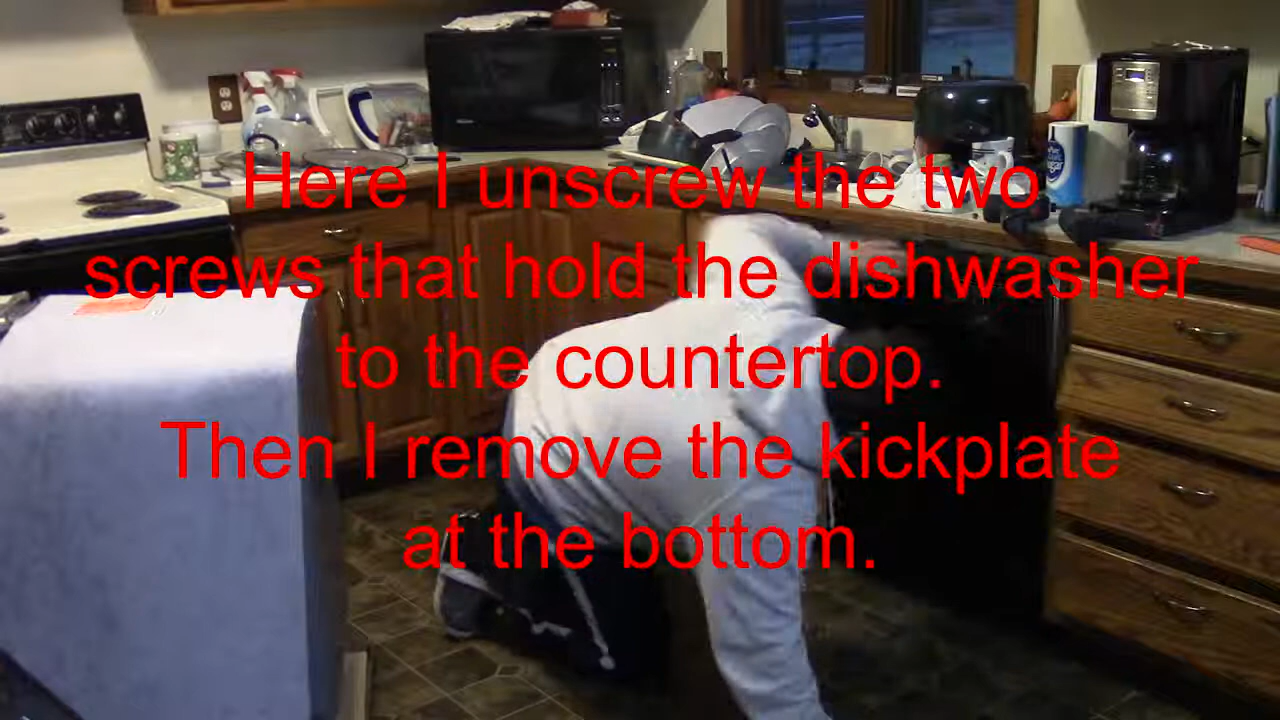 Here I unscrew the two
screws that hold the dishwasher
to the countertop.
Then I remove the kickplate
at the bottom.